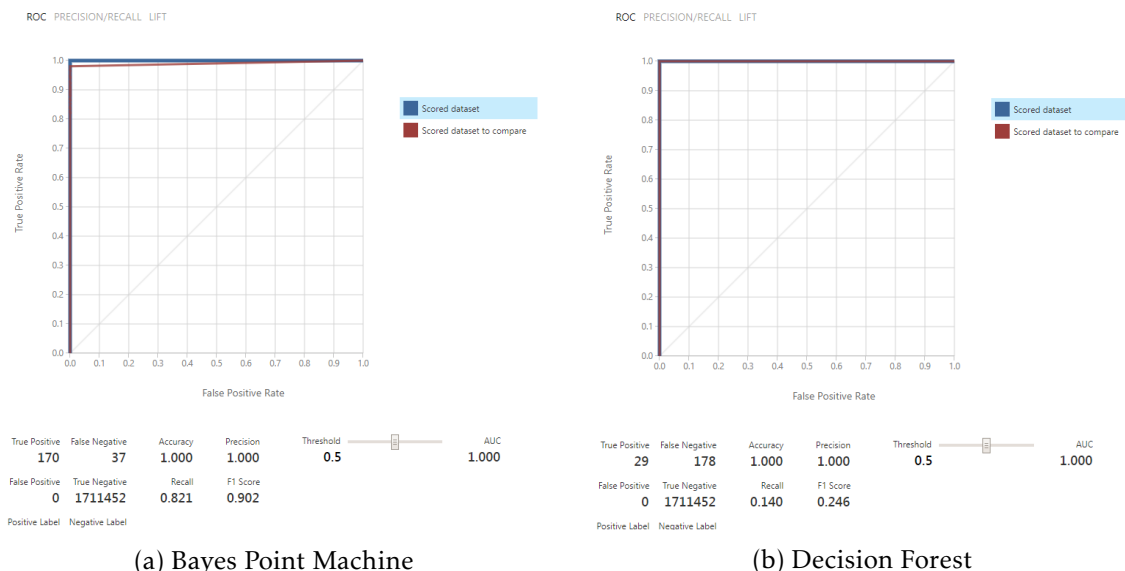 ROC PRECISION/RECALL LIFT
1.0
0.9
0.8
0.7
0.6
0.5
0.4
0.3
0.2
0.1
0.0
True Positive Rate
0.0 0.1 0.2 0.3 0.4 0.5 0.6 0.7 0.8 0.9 1.0
False Positive Rate
Scored dataset
Scored dataset to compare
True Positive False Negative Accuracy Precision Threshold AUC
170 37 1.000 1.000 0.5 1.000
False Positive True Negative Recall F1 Score
0 1711452 0.821 0.902
Positive Label Negative Label
(a) Bayes Point Machine
ROC PRECISION/RECALL LIFT
1.0
0.9
0.8
0.7
0.6
0.5
0.4
0.3
0.2
0.1
0.0
True Positive Rate
0.0 0.1 0.2 0.3 0.4 0.5 0.6 0.7 0.8 0.9 1.0
False Positive Rate
Scored dataset
Scored dataset to compare
True Positive False Negative Accuracy Precision Threshold AUC
29 178 1.000 1.000 0.5 1.000
False Positive True Negative Recall F1 Score
0 1711452 0.140 0.246
Positive Label Negative Label
(b) Decision Forest